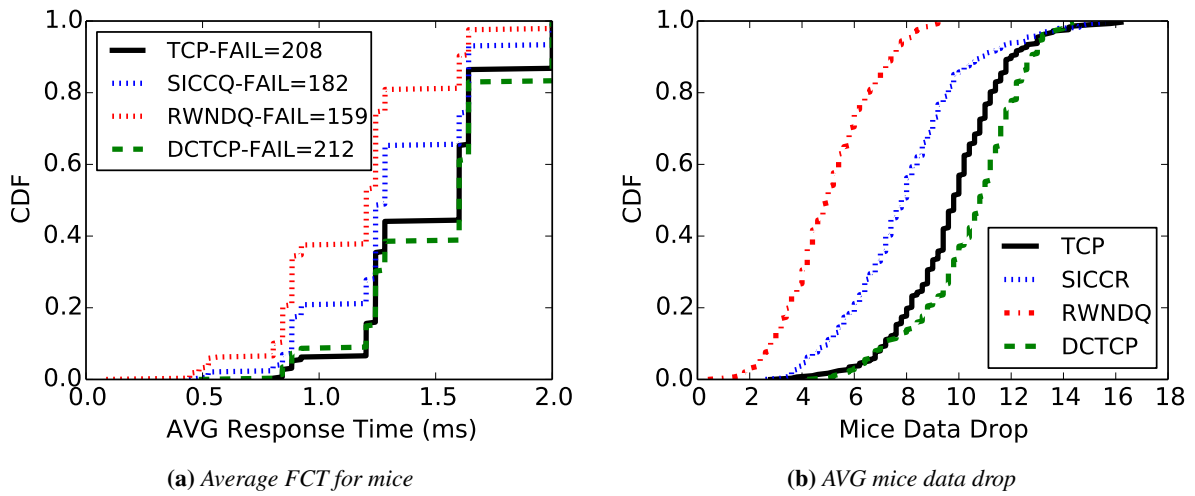 1.0
0.8
0.6
0.4
0.2
0.0
CDF
TCP-FAIL=208
SICCQ-FAIL=182
RWNDQ-FAIL=159
DCTCP-FAIL=212
0.0 0.5 1.0 1.5 2.0
AVG Response Time (ms)
(a) Average FCT for mice
1.0
0.8
0.6
0.4
0.2
0.0
CDF
TCP
SICCR
RWNDQ
DCTCP
0 2 4 6 8 10 12 14 16 18
Mice Data Drop
(b) AVG mice data drop